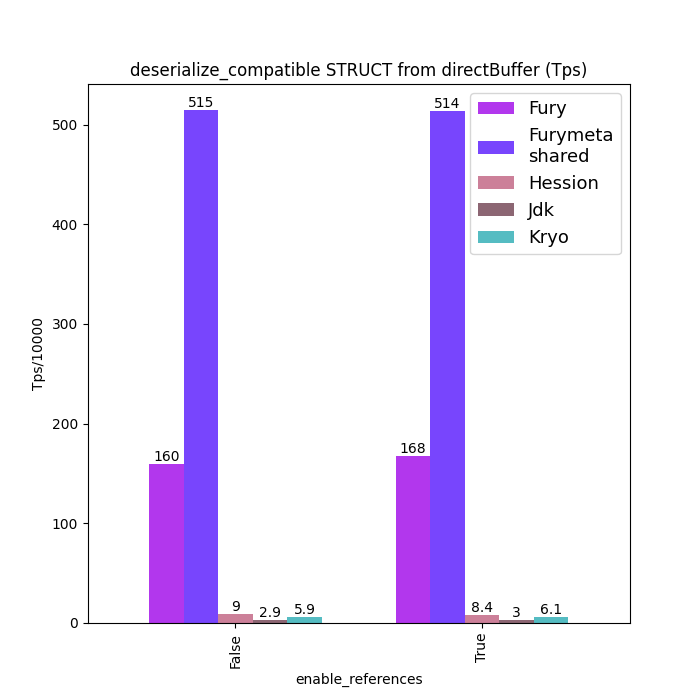 deserialize_compatible STRUCT from directBuffer (Tps)
Tps/10000
500
400
300
200
100
0
160
515
9
2.9
5.9
168
514
8.4
3
6.1
Fury
Furymeta
shared
Hession
Jdk
Kryo
False
True
enable_references